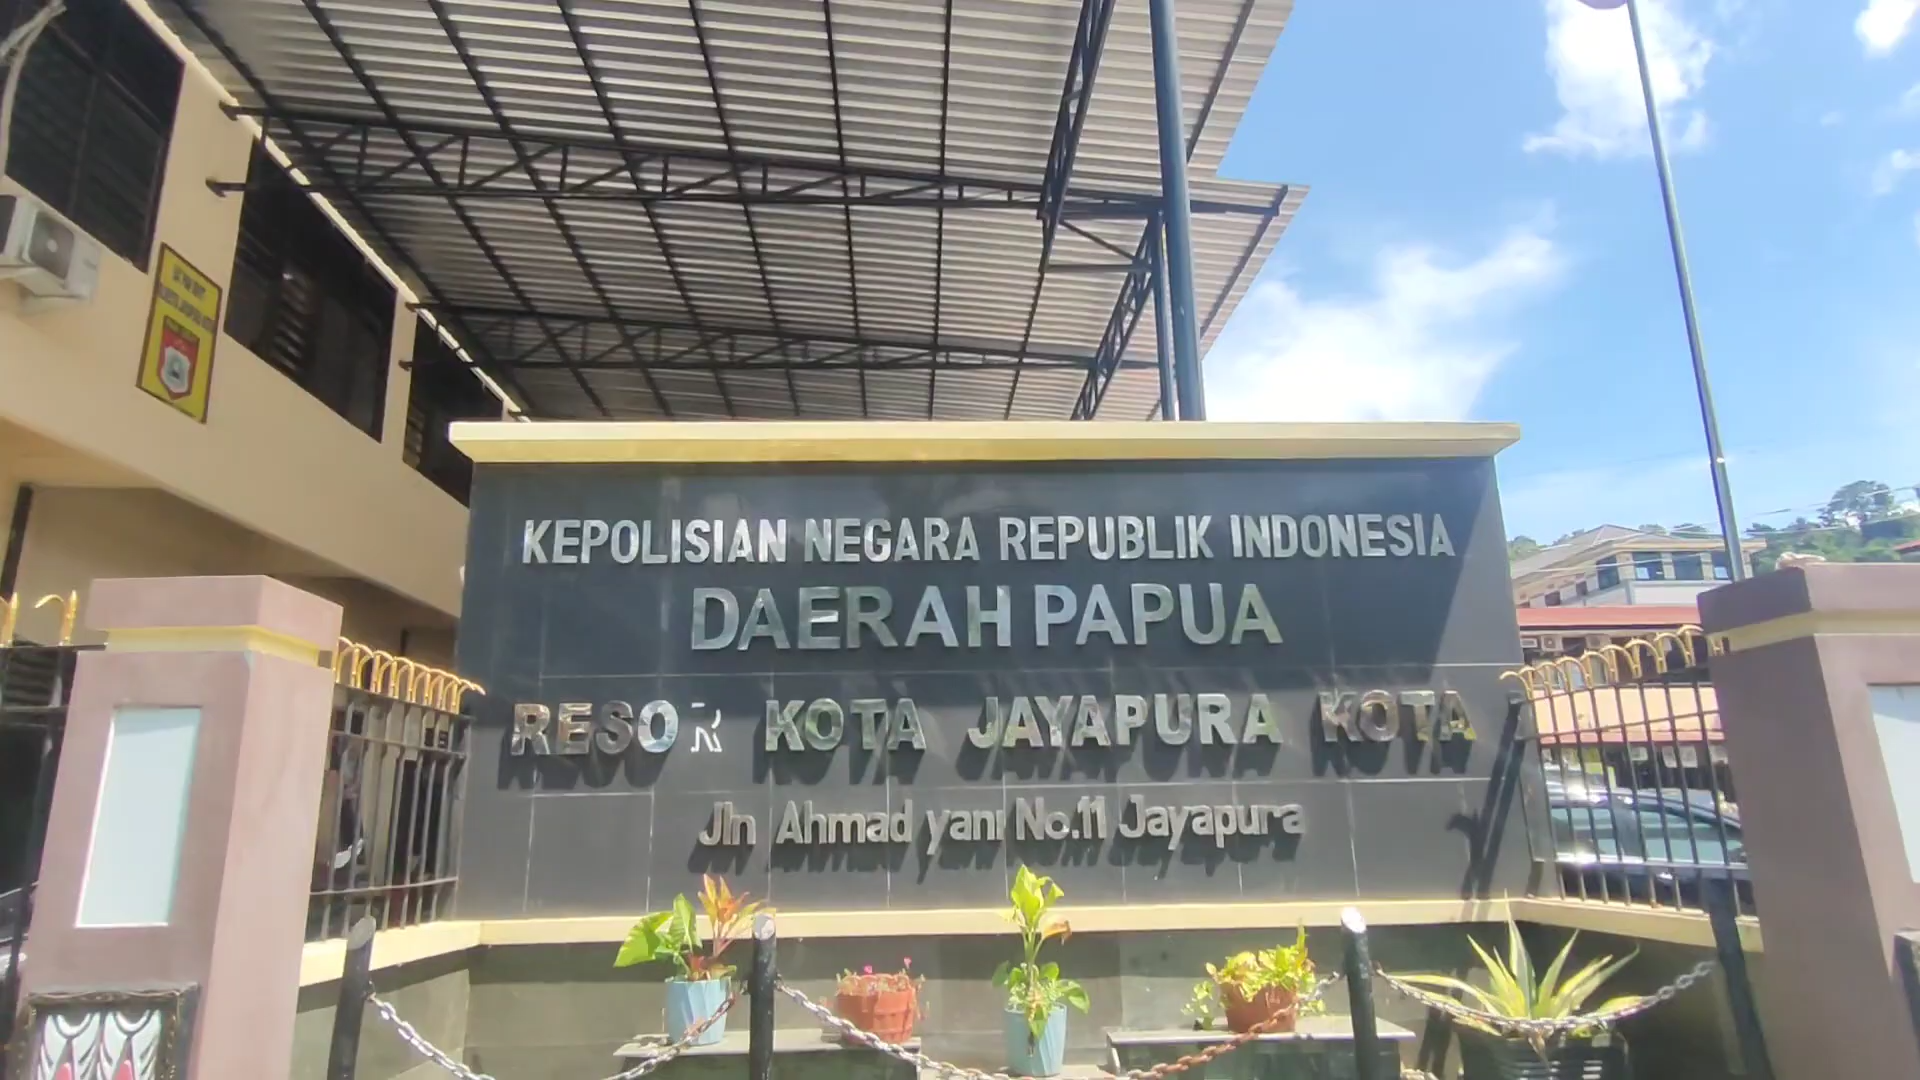 KEPOLISIAN NEGARA REPUBLIK INDONESIA
DAERAH PAPUA
RESOR KOTA JAYAPURA KOTA
Jln Ahmad yani No.11 Jayapura